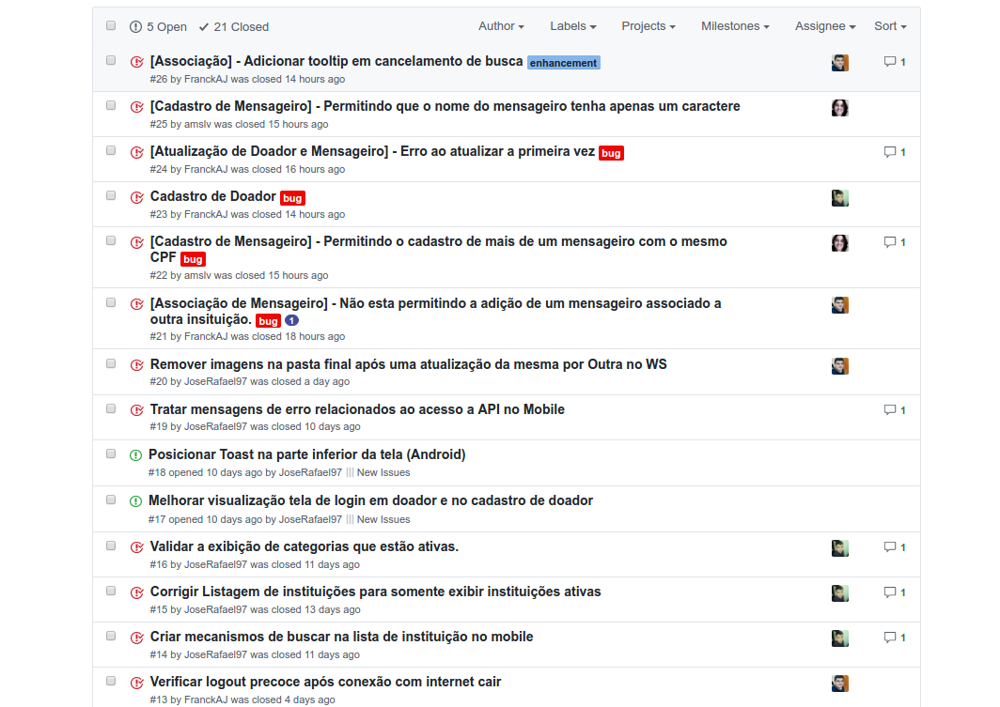 5 Open 21 Closed Author Labels Projects Milestones Assignee Sort
[Associação] - Adicionar tooltip em cancelamento de busca enhancement 1
#26 by FranckAJ was closed 14 hours ago
[Cadastro de Mensageiro] - Permitindo que o nome do mensageiro tenha apenas um caractere
#25 by amslv was closed 15 hours ago
[Atualização de Doador e Mensageiro] - Erro ao atualizar a primeira vez bug 1
#24 by FranckAJ was closed 16 hours ago
Cadastro de Doador bug
#23 by FranckAJ was closed 14 hours ago
[Cadastro de Mensageiro] - Permitindo o cadastro de mais de um mensageiro com o mesmo 1
CPF bug
#22 by amslv was closed 15 hours ago
[Associação de Mensageiro] - Não esta permitindo a adição de um mensageiro associado a
outra insituição. bug 1
#21 by FranckAJ was closed 18 hours ago
Remover imagens na pasta final após uma atualização da mesma por Outra no WS
#20 by JoseRafael97 was closed a day ago
Tratar mensagens de erro relacionados ao acesso a API no Mobile 1
#19 by JoseRafael97 was closed 10 days ago
Posicionar Toast na parte inferior da tela (Android)
#18 opened 10 days ago by JoseRafael97 New Issues
Melhorar visualização tela de login em doador e no cadastro de doador
#17 opened 10 days ago by JoseRafael97 New Issues
Validar a exibição de categorias que estão ativas. 1
#16 by JoseRafael97 was closed 11 days ago
Corrigir Listagem de instituições para somente exibir instituições ativas 1
#15 by JoseRafael97 was closed 13 days ago
Criar mecanismos de buscar na lista de instituição no mobile 1
#14 by JoseRafael97 was closed 11 days ago
Verificar logout precoce após conexão com internet cair
#13 by FranckAJ was closed 4 days ago